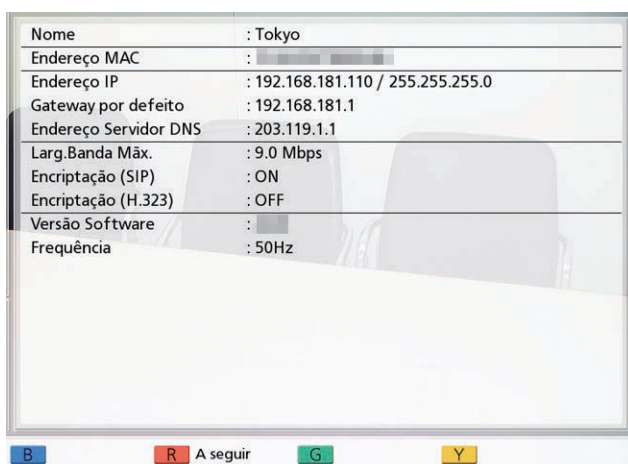 Nome : Tokyo
Endereço MAC :
Endereço IP : 192.168.181.110 / 255.255.255.0
Gateway por defeito : 192.168.181.1
Endereço Servidor DNS : 203.119.1.1
Larg.Banda Máx. : 9.0 Mbps
Encriptação (SIP) : ON
Encriptação (H.323) : OFF
Versão Software :
Frequência : 50Hz
B R A seguir G Y